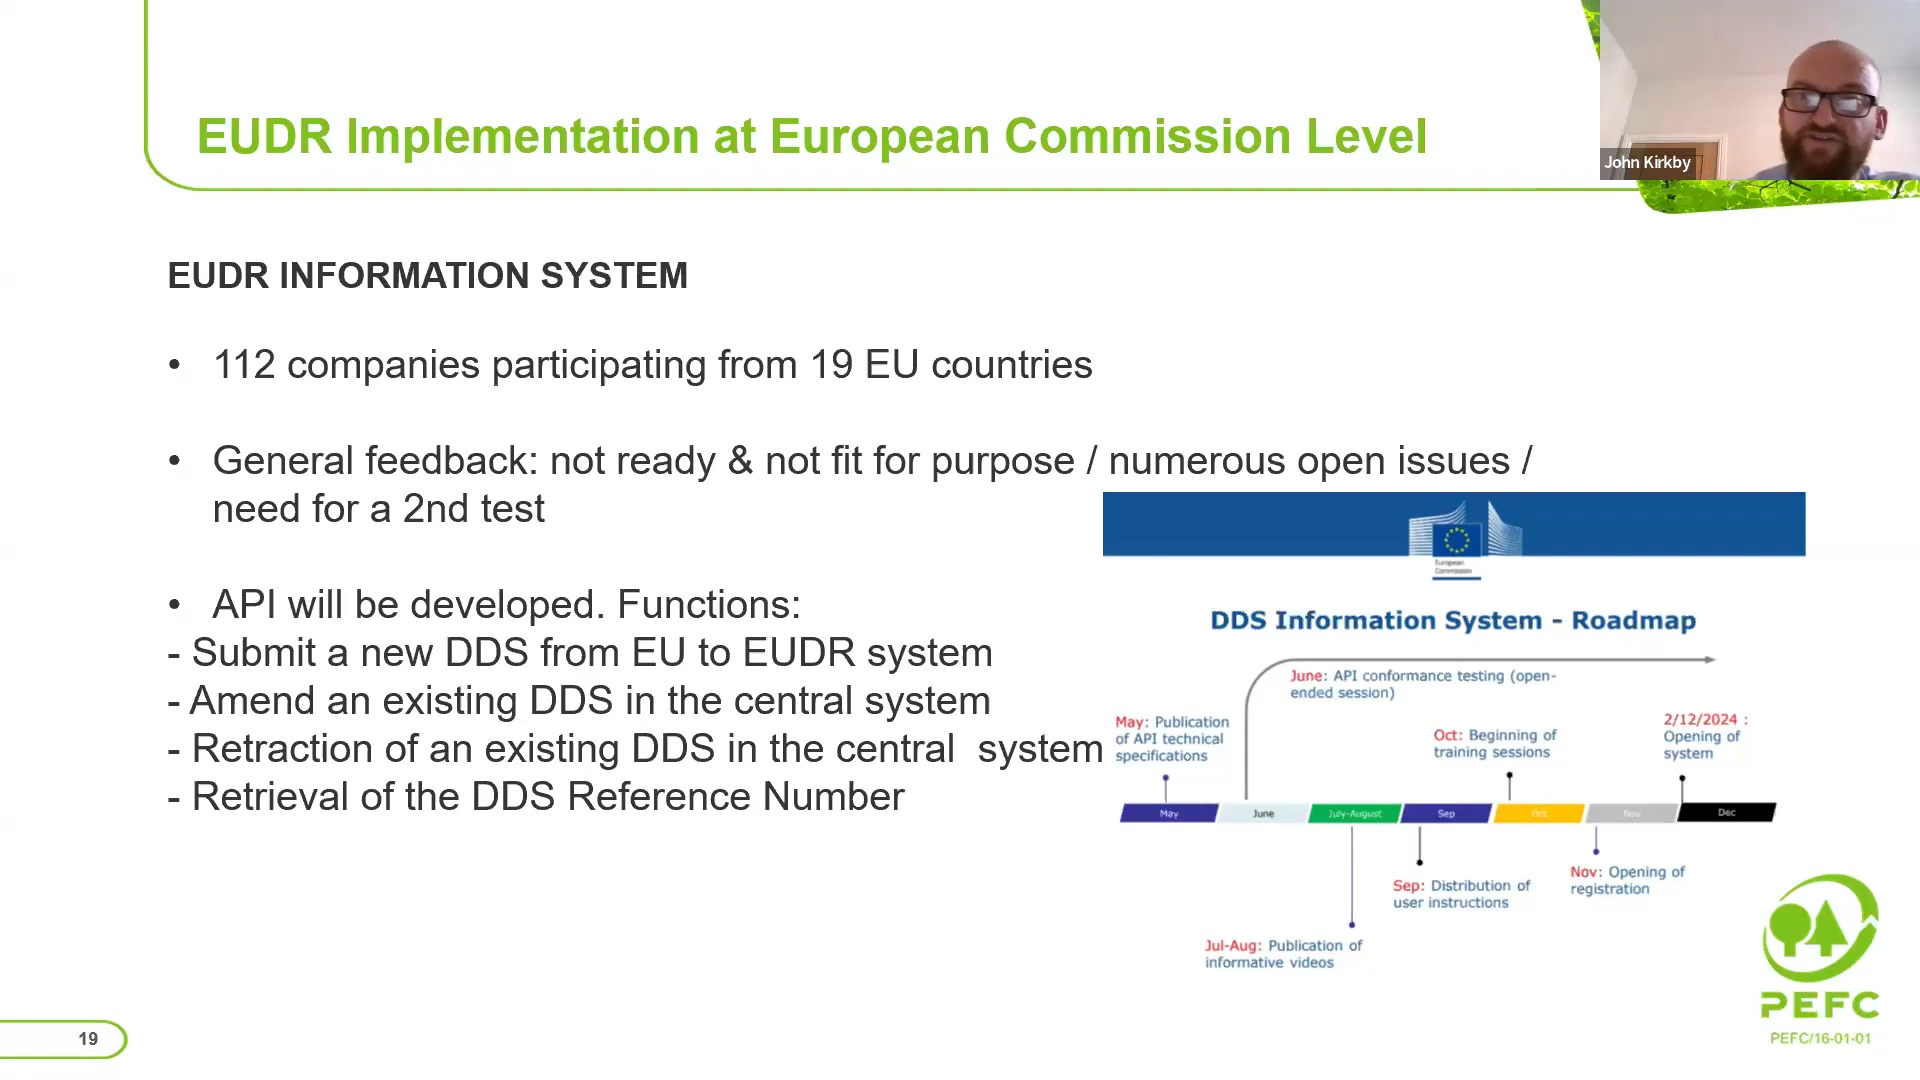 John Kirkby
EUDR Implementation at European Commission Level
EUDR INFORMATION SYSTEM
• 112 companies participating from 19 EU countries
• General feedback: not ready & not fit for purpose / numerous open issues /
need for a 2nd test
• API will be developed. Functions:
- Submit a new DDS from EU to EUDR system
- Amend an existing DDS in the central system
- Retraction of an existing DDS in the central  system
- Retrieval of the DDS Reference Number
European
Commission
DDS Information System - Roadmap
June: API conformance testing (open-
ended session)
May: Publication
of API technical
specifications
Oct: Beginning of
training sessions
2/12/2024 :
Opening of
system
May June July-August Sep Oct Nov Dec
Sep: Distribution of
user instructions
Nov: Opening of
registration
Jul-Aug: Publication of
informative videos
PEFC
PEFC/16-01-01
19